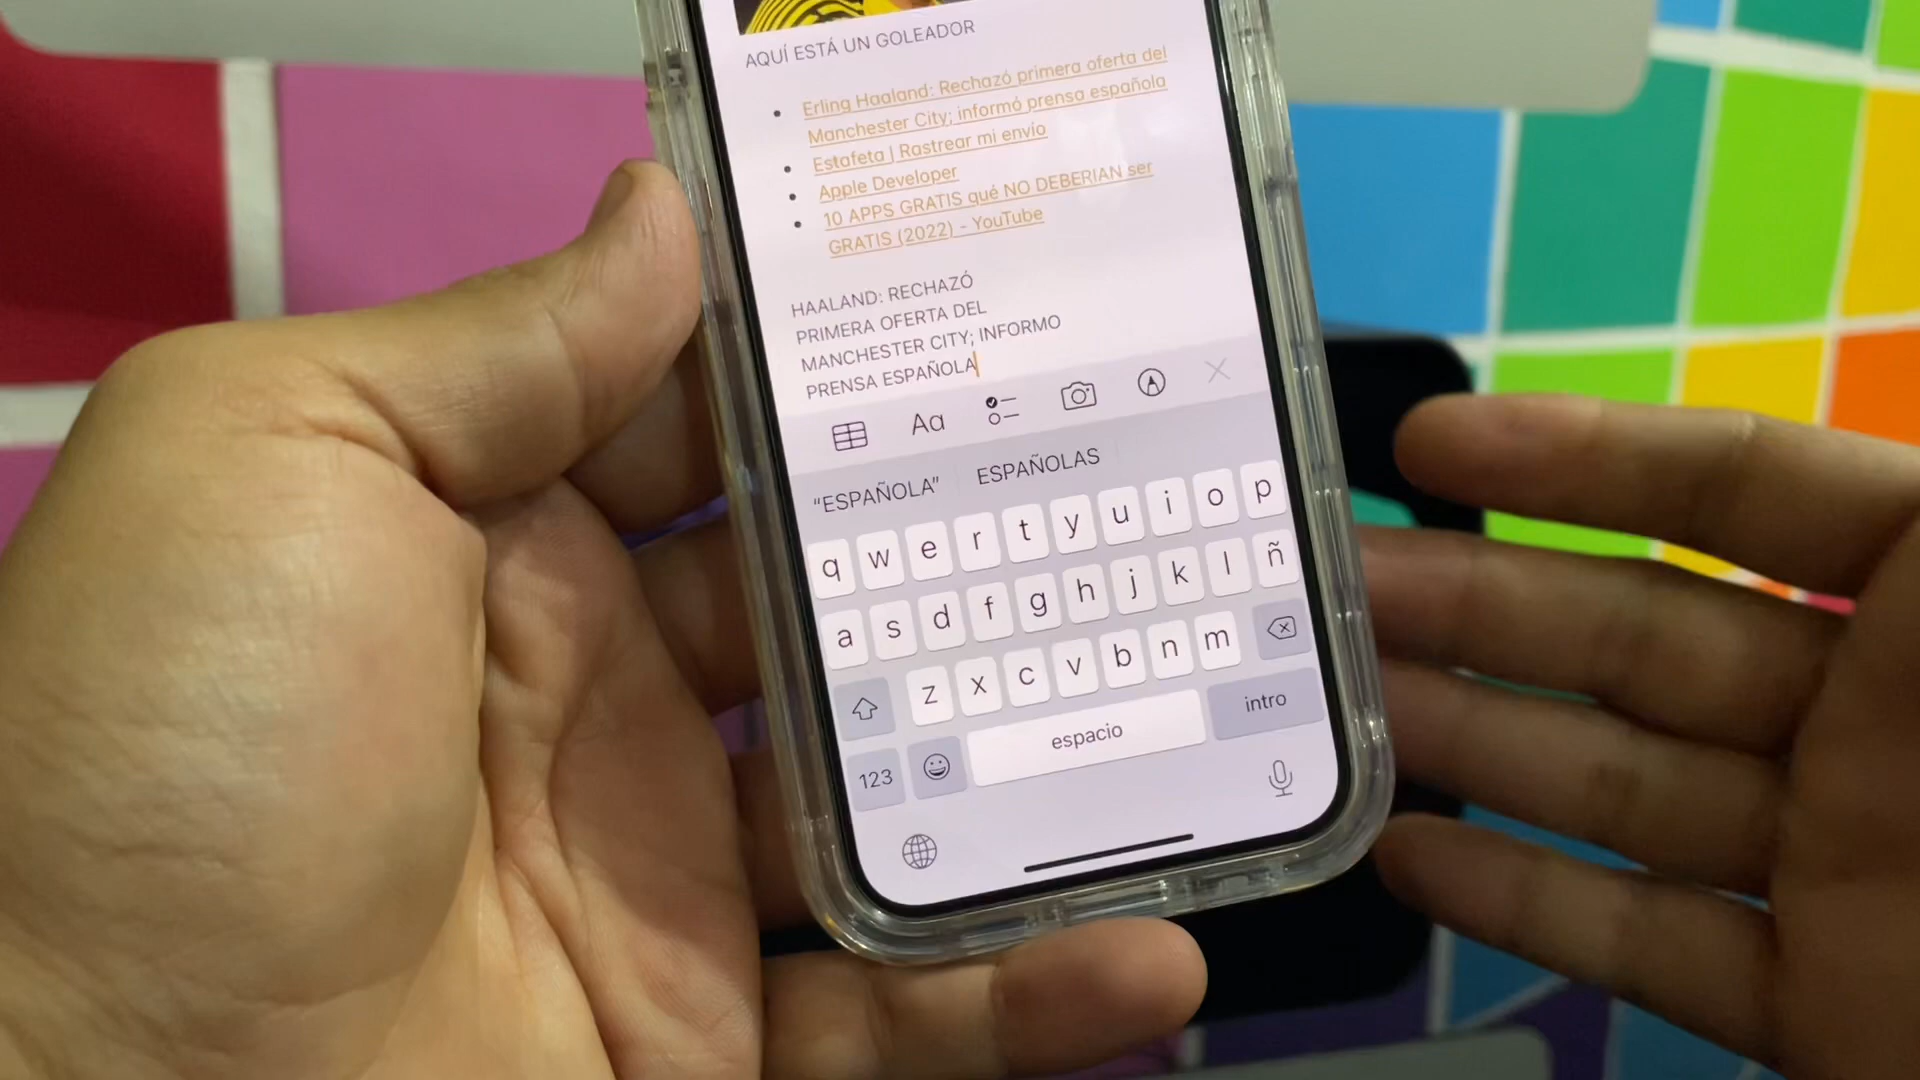 AQUÍ ESTÁ UN GOLEADOR
• Erling Haaland: Rechazó primera oferta del
Manchester City; informó prensa española
• Estafeta | Rastrear mi envío
• Apple Developer
• 10 APPS GRATIS qué NO DEBERIAN ser
GRATIS (2022) - YouTube
HAALAND: RECHAZÓ
PRIMERA OFERTA DEL
MANCHESTER CITY; INFORMO
PRENSA ESPAÑOLA
Aa
“ESPAÑOLA” ESPAÑOLAS
q w e r t y u i o p
a s d f g h j k l ñ
z x c v b n m
123 espacio intro